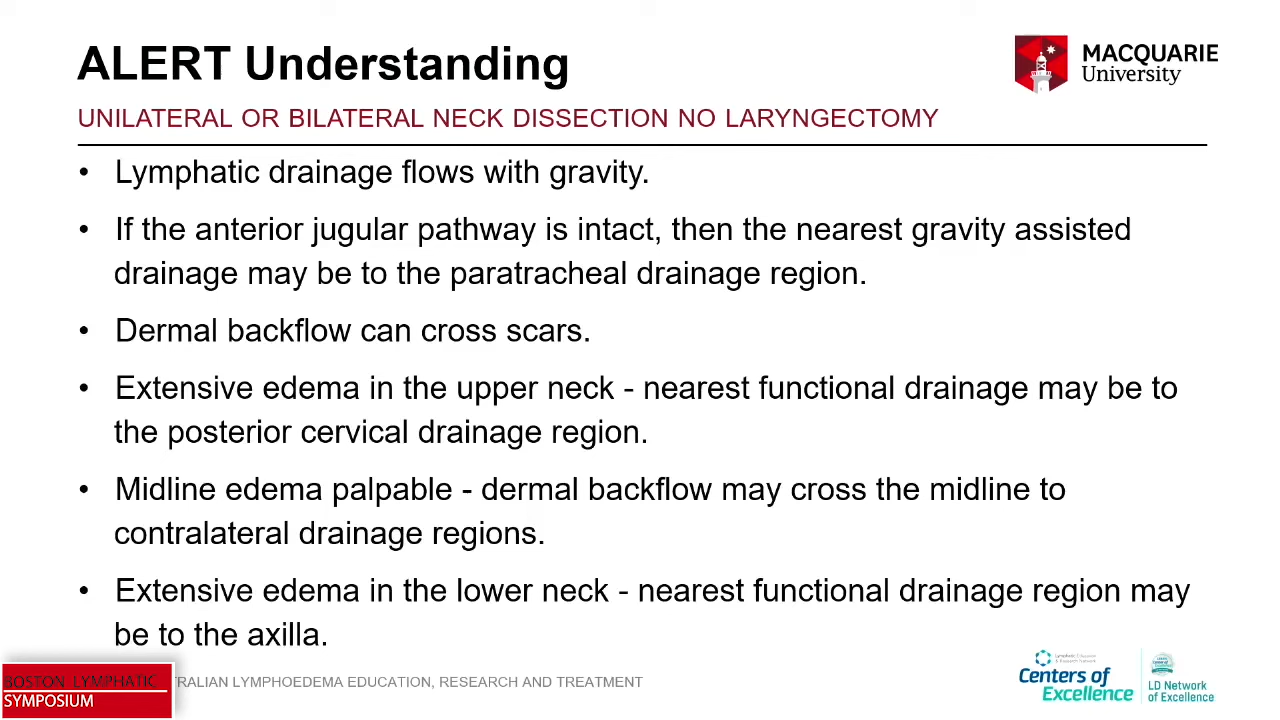 ALERT Understanding
MACQUARIE
University
UNILATERAL OR BILATERAL NECK DISSECTION NO LARYNGECTOMY
• Lymphatic drainage flows with gravity.
• If the anterior jugular pathway is intact, then the nearest gravity assisted
drainage may be to the paratracheal drainage region.
• Dermal backflow can cross scars.
• Extensive edema in the upper neck - nearest functional drainage may be to
the posterior cervical drainage region.
• Midline edema palpable - dermal backflow may cross the midline to
contralateral drainage regions.
• Extensive edema in the lower neck - nearest functional drainage region may
be to the axilla.
BOSTON LYMPHATIC
SYMPOSIUM
TRALIAN LYMPHOEDEMA EDUCATION, RESEARCH AND TREATMENT
Centers of
Excellence
LD Network
of Excellence